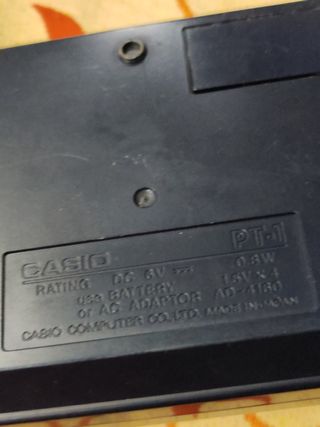 CASIO PT-1
RATING DC 6V 0.8W
use BATTERY 1.5V × 4
or AC ADAPTOR AD-4160
CASIO COMPUTER CO.,LTD. MADE IN JAPAN